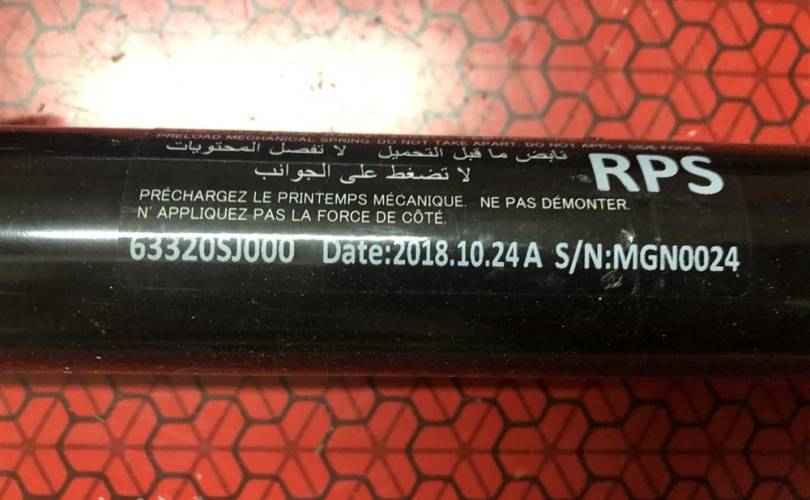 PRELOAD MECHANICAL SPRING. DO NOT TAKE APART. DO NOT APPLY SIDE FORCE.
نابض ما قبل التحميل لا تفصل المحتويات
لا تضغط على الجوانب
RPS
PRÉCHARGEZ LE PRINTEMPS MÉCANIQUE. NE PAS DÉMONTER.
N' APPLIQUEZ PAS LA FORCE DE CÔTÉ.
63320SJ000 Date:2018.10.24A S/N:MGN0024